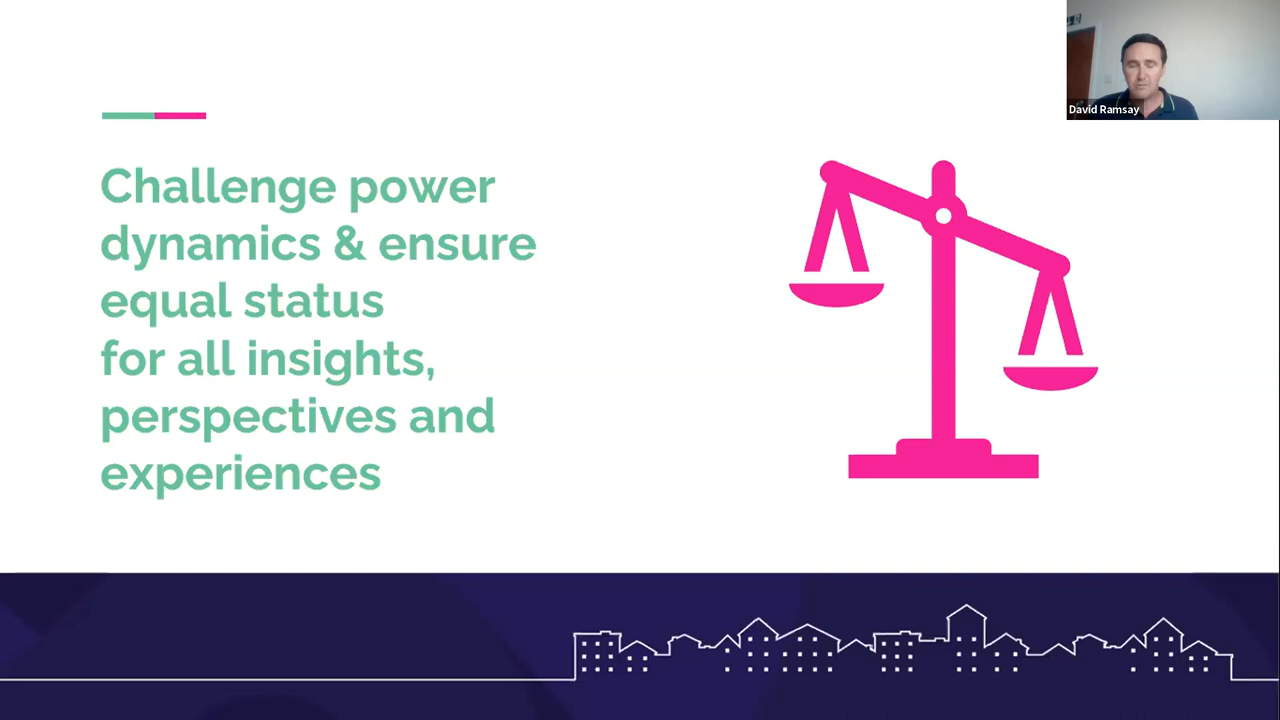 Challenge power
dynamics & ensure
equal status
for all insights,
perspectives and
experiences
David Ramsay